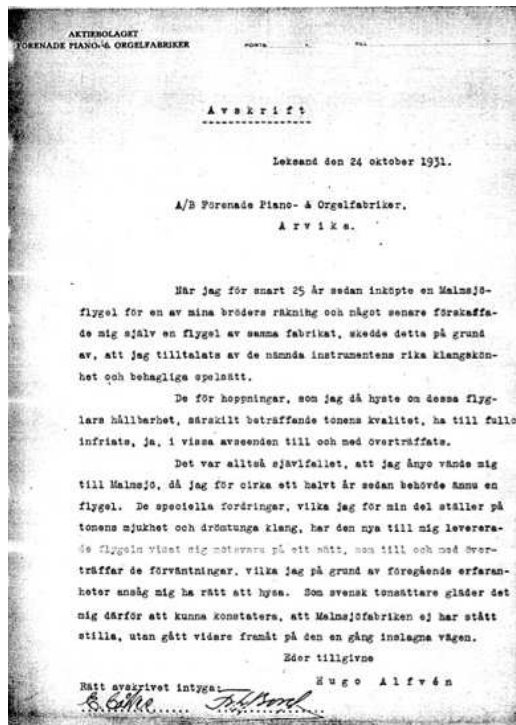 AKTIEBOLAGET
FÖRENADE PIANO- & ORGELFABRIKER
Avskrift
Leksand den 24 oktober 1931.
A/B Förenade Piano- & Orgelfabriker.
Arvika.
När jag för snart 25 år sedan inköpte en Malmsjö-
flygel för en av mina bröders räkning och något senare förskaffa-
de mig själv en flygel av samma fabrikat, skedde detta på grund
av, att jag tilltalats av de nämnda instrumentens rika klangskön-
het och behagliga spelsätt.
De för hoppningar, som jag då hyste om dessa flyg-
lars hållbarhet, särskilt beträffande tonens kvalitet, ha till fullo
infriats, ja, i vissa avseenden till och med överträffats.
Det var alltså självfallet, att jag ånyo vände mig
till Malmsjö, då jag för cirka ett halvt år sedan behövde ännu en
flygel. De speciella fordringar, vilka jag för min del ställer på
tonens mjukhet och drömtunga klang, har den nya till mig leverera-
de flygeln visat sig motsvara på ett sätt, som till och med över-
träffar de förväntningar, vilka jag på grund av föregående erfaran-
heter ansåg mig ha rätt att hysa. Som svensk tonsättare gläder det
mig därför att kunna konstatera, att Malmsjöfabriken ej har stått
stilla, utan gått vidare framåt på den en gång inslagna vägen.
Eder tillgivne
Hugo Alfvén
Rätt avskrivet intyga: